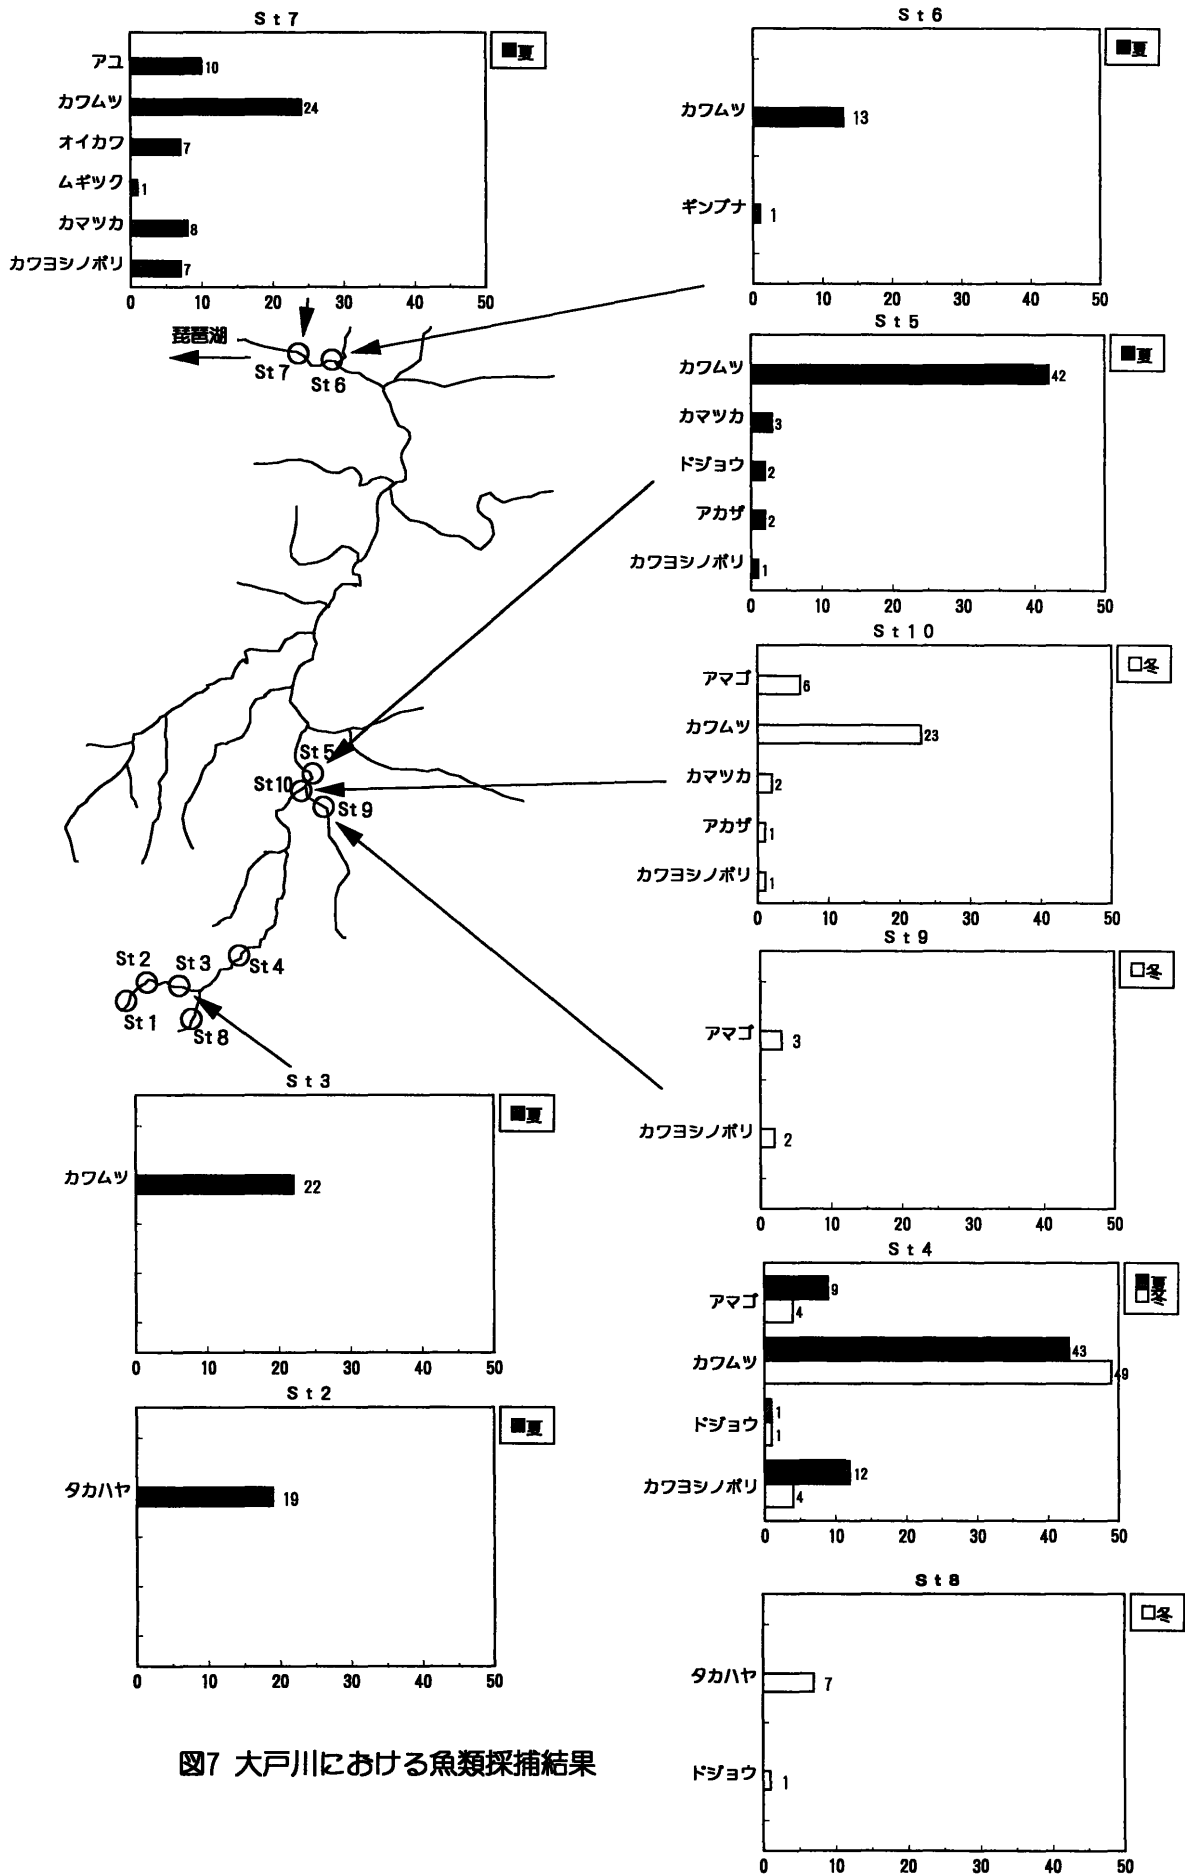 St7
■夏
アユ 10
カワムツ 24
オイカワ 7
ムギツク 1
カマツカ 8
カワヨシノボリ 7
0 10 20 30 40 50
St6
■夏
カワムツ 13
ギンブナ 1
0 10 20 30 40 50
琵琶湖
St7
St6
St5
■夏
カワムツ 42
カマツカ 3
ドジョウ 2
アカザ 2
カワヨシノボリ 1
0 10 20 30 40 50
St10
□冬
アマゴ 6
カワムツ 23
カマツカ 2
アカザ 1
カワヨシノボリ 1
0 10 20 30 40 50
St5
St10
St9
St2
St3
St4
St1
St8
St9
□冬
アマゴ 3
カワヨシノボリ 2
0 10 20 30 40 50
St3
■夏
カワムツ 22
0 10 20 30 40 50
St4
■夏
□冬
アマゴ 9 4
カワムツ 43 49
ドジョウ 1 1
カワヨシノボリ 12 4
0 10 20 30 40 50
St2
■夏
タカハヤ 19
0 10 20 30 40 50
St8
□冬
タカハヤ 7
ドジョウ 1
0 10 20 30 40 50
図7 大戸川における魚類採捕結果